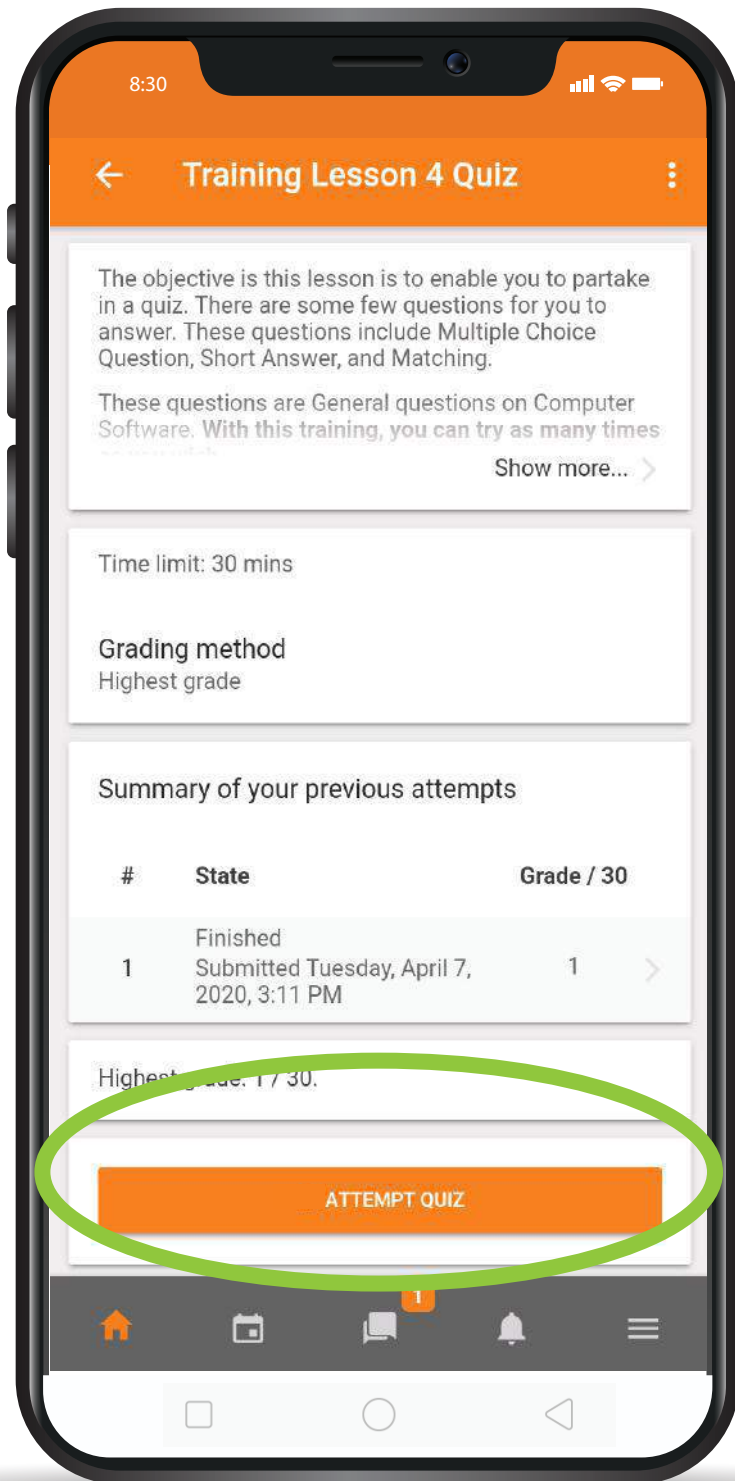 8:30
Training Lesson 4 Quiz
The objective is this lesson is to enable you to partake
in a quiz. There are some few questions for you to
answer. These questions include Multiple Choice
Question, Short Answer, and Matching.
These questions are General questions on Computer
Software. With this training, you can try as many times
Show more...
Time limit: 30 mins
Grading method
Highest grade
Summary of your previous attempts
# State Grade / 30
Finished
1 Submitted Tuesday, April 7, 1
2020, 3:11 PM
Highest grade: 1 / 30.
ATTEMPT QUIZ
1